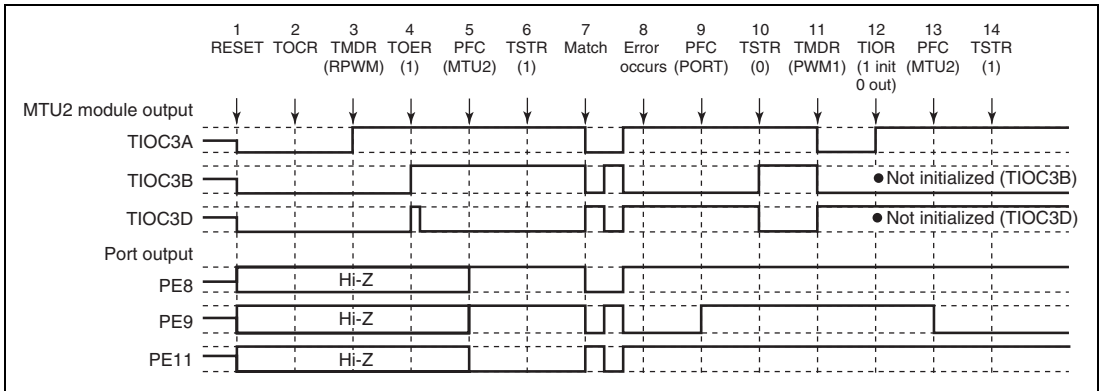 1 2 3 4 5 6 7 8 9 10 11 12 13 14
RESET TOCR TMDR TOER PFC TSTR Match Error PFC TSTR TMDR TIOR PFC TSTR
(RPWM) (1) (MTU2) (1) occurs (PORT) (0) (PWM1) (1 init (MTU2) (1)
0 out)
MTU2 module output
TIOC3A
TIOC3B ● Not initialized (TIOC3B)
TIOC3D ● Not initialized (TIOC3D)
Port output
PE8 Hi-Z
PE9 Hi-Z
PE11 Hi-Z